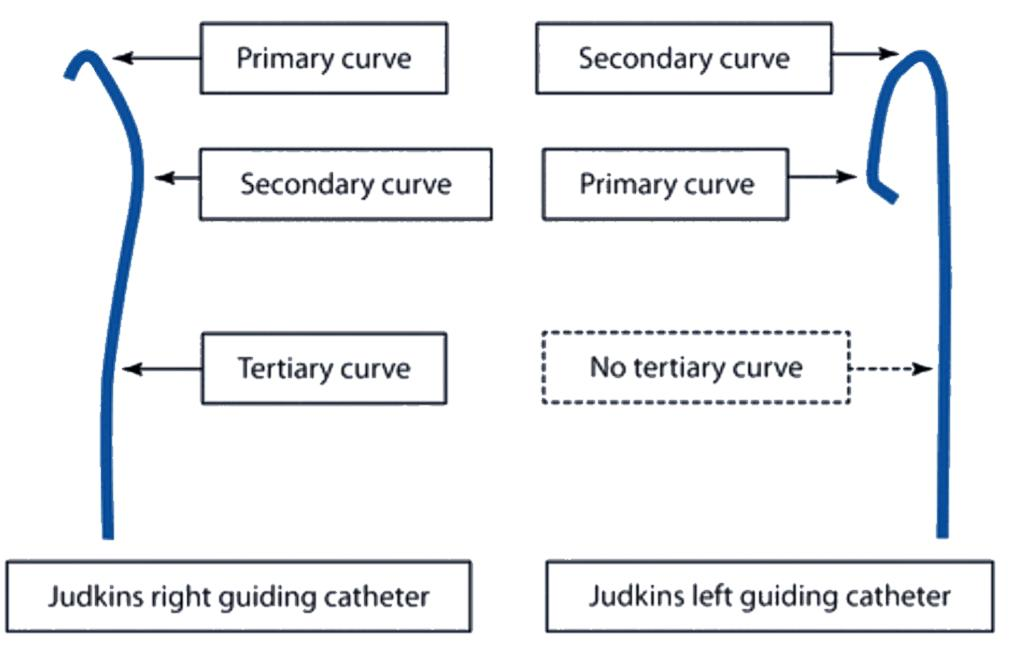 Primary curve
Secondary curve
Tertiary curve
Judkins right guiding catheter
Secondary curve
Primary curve
No tertiary curve
Judkins left guiding catheter